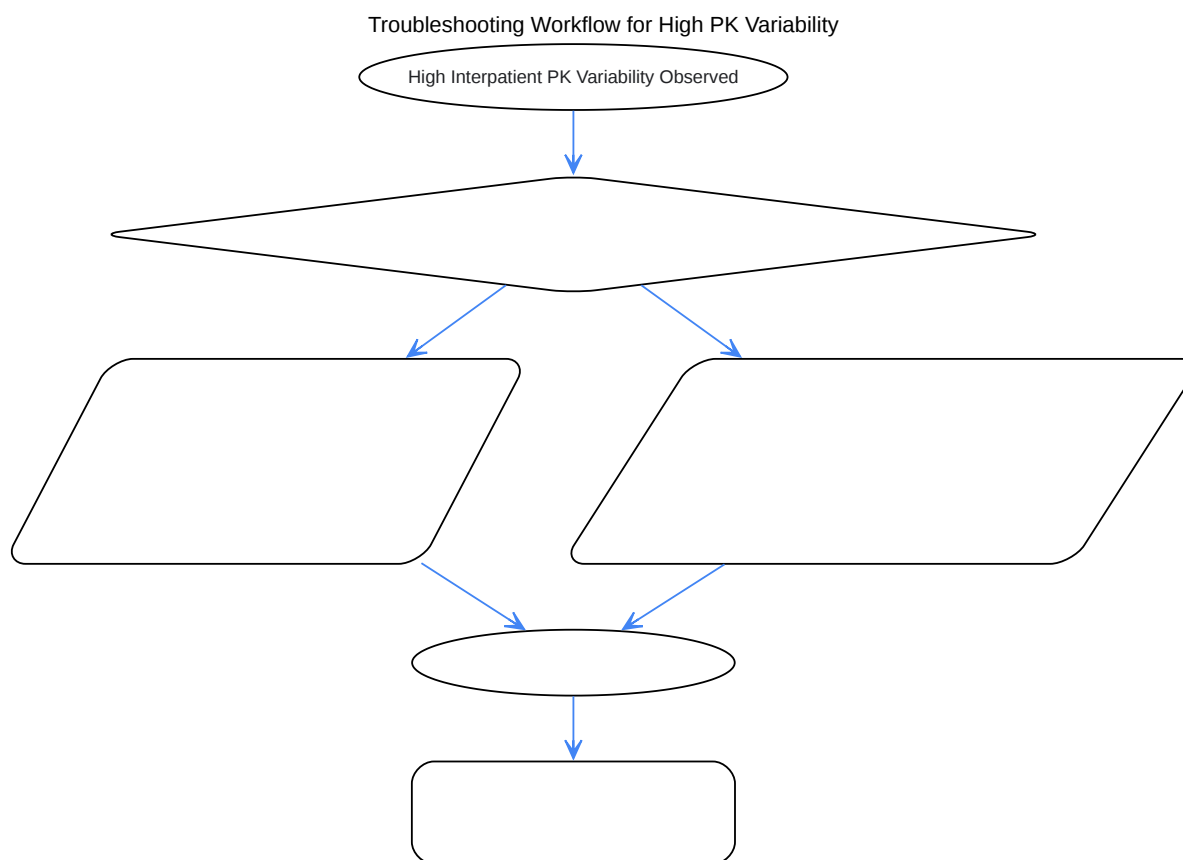 Troubleshooting Workflow for High PK Variability
High Interpatient PK Variability Observed